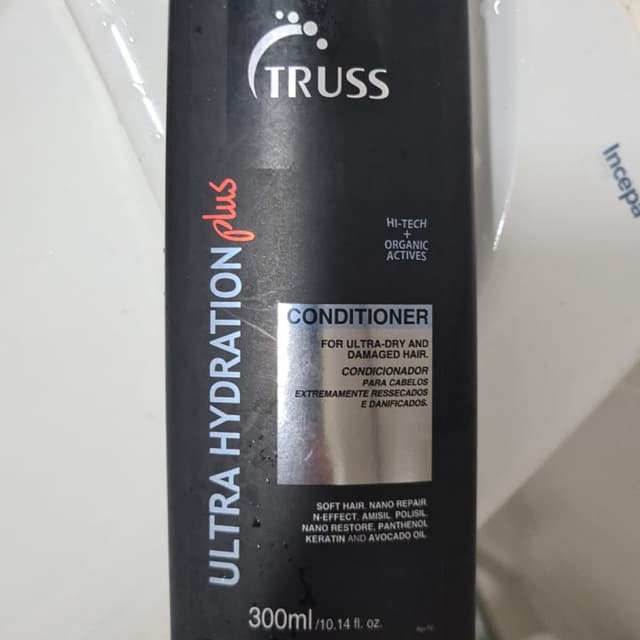 TRUSS
ULTRA HYDRATION plus
HI-TECH
+
ORGANIC
ACTIVES
CONDITIONER
FOR ULTRA-DRY AND
DAMAGED HAIR.
CONDICIONADOR
PARA CABELOS
EXTREMAMENTE RESSECADOS
E DANIFICADOS.
SOFT HAIR, NANO REPAIR
N-EFFECT, AMISIL, POLISIL,
NANO RESTORE, PANTHENOL
KERATIN AND AVOCADO OIL.
300ml/10.14 fl. oz.